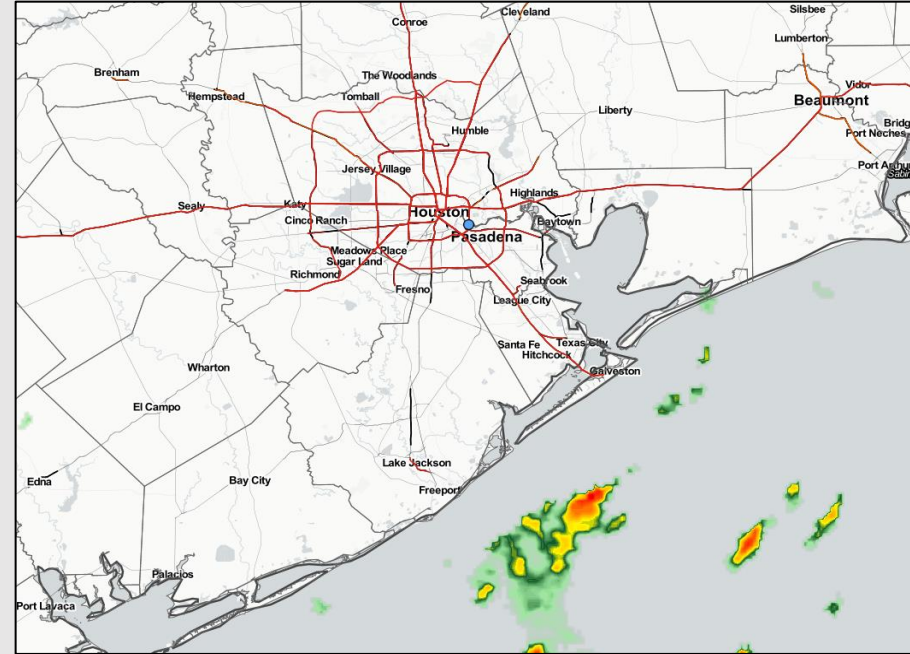 Conroe
Cleveland
Silsbee
Lumberton
Brenham
The Woodlands
Vidor
Hempstead
Tomball
Beaumont
Liberty
Humble
Port Neches
Jersey Village
Highlands
Sealy
Katy
Houston
Cinco Ranch
Baytown
Pasadena
Meadows Place
Sugar Land
Richmond
Seabrook
Fresno
League City
Santa Fe
Texas City
Hitchcock
Galveston
Wharton
El Campo
Lake Jackson
Edna
Bay City
Freeport
Palacios
Port Lavaca